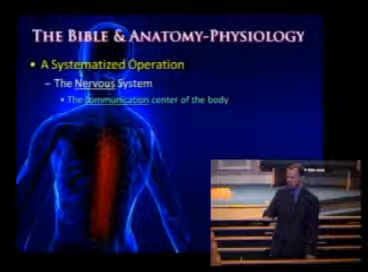 THE BIBLE & ANATOMY-PHYSIOLOGY
• A Systematized Operation
– The Nervous System
• The communication center of the body